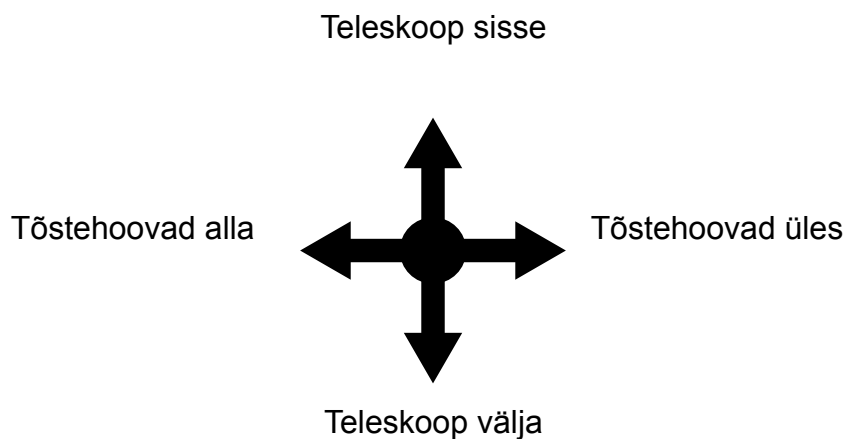 Teleskoop sisse
Tõstehoovad alla
Tõstehoovad üles
Teleskoop välja